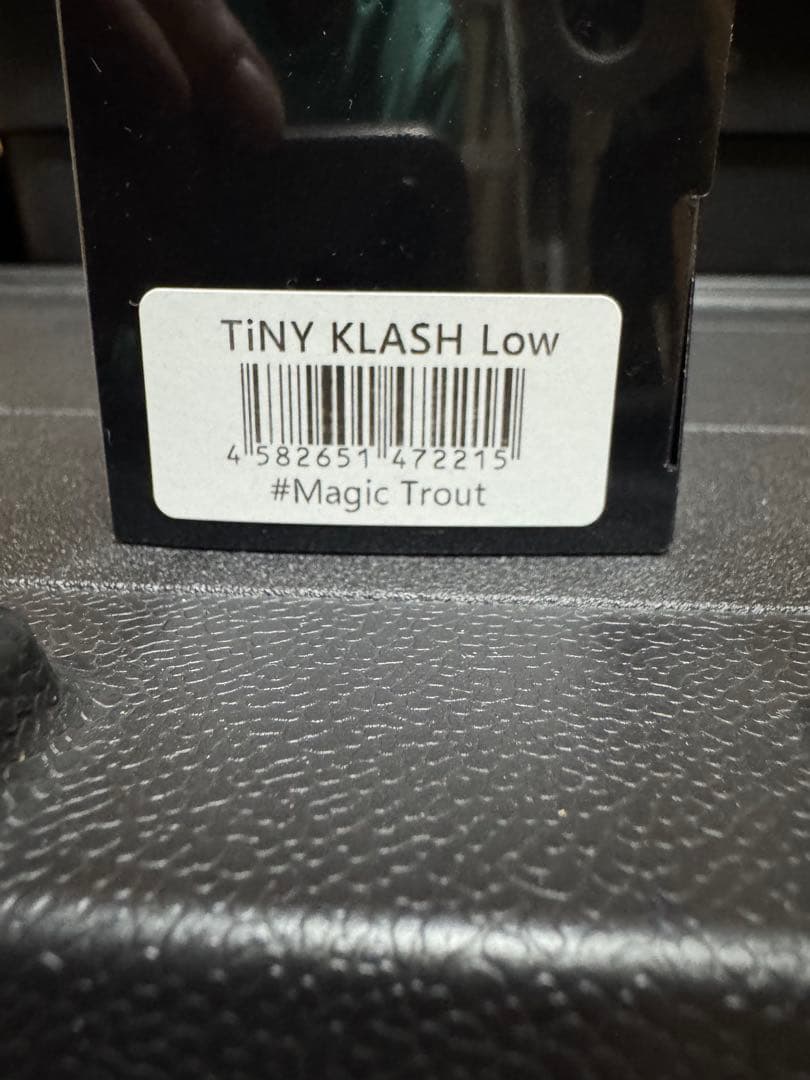 TiNY KLASH Low
4 582651 472215
#Magic Trout